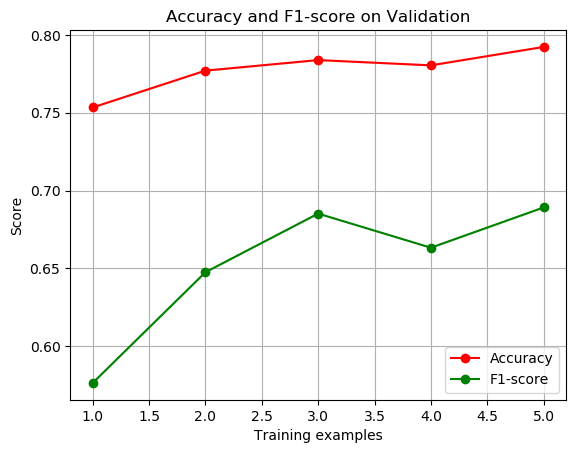 Accuracy and F1-score on Validation
0.80
0.75
0.70
0.65
0.60
Score
1.0 1.5 2.0 2.5 3.0 3.5 4.0 4.5 5.0
Training examples
Accuracy
F1-score